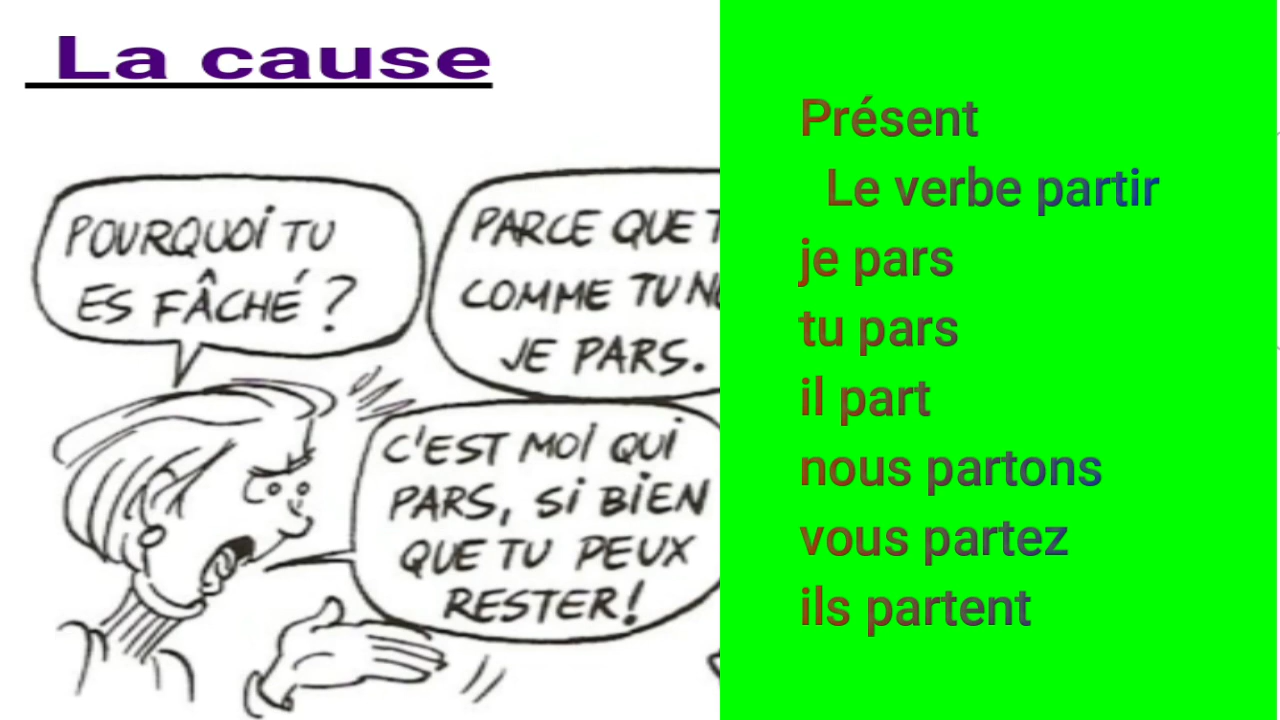 La cause
POURQUOI TU
ES FÂCHÉ ?
PARCE QUE
COMME TU
JE PARS.
C'EST MOI QUI
PARS, SI BIEN
QUE TU PEUX
RESTER!
Présent
Le verbe partir
je pars
tu pars
il part
nous partons
vous partez
ils partent